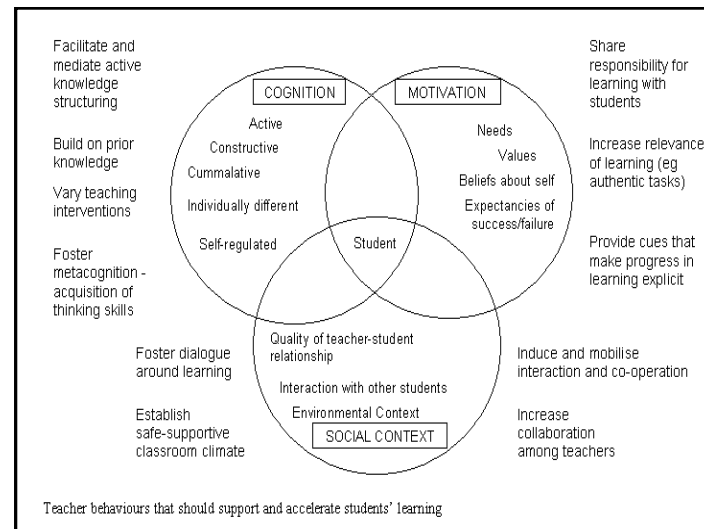 Facilitate and
mediate active
knowledge
structuring
Build on prior
knowledge
Vary teaching
interventions
Foster
metacognition -
acquisition of
thinking skills
COGNITION
Active
Constructive
Cummalative
Individually different
Self-regulated
MOTIVATION
Needs
Values
Beliefs about self
Expectancies of
success/failure
Student
Share
responsibility for
learning with
students
Increase relevance
of learning (eg
authentic tasks)
Provide cues that
make progress in
learning explicit
Quality of teacher-student
relationship
Interaction with other students
Environmental Context
SOCIAL CONTEXT
Foster dialogue
around learning
Establish
safe-supportive
classroom climate
Induce and mobilise
interaction and co-operation
Increase
collaboration
among teachers
Teacher behaviours that should support and accelerate students' learning